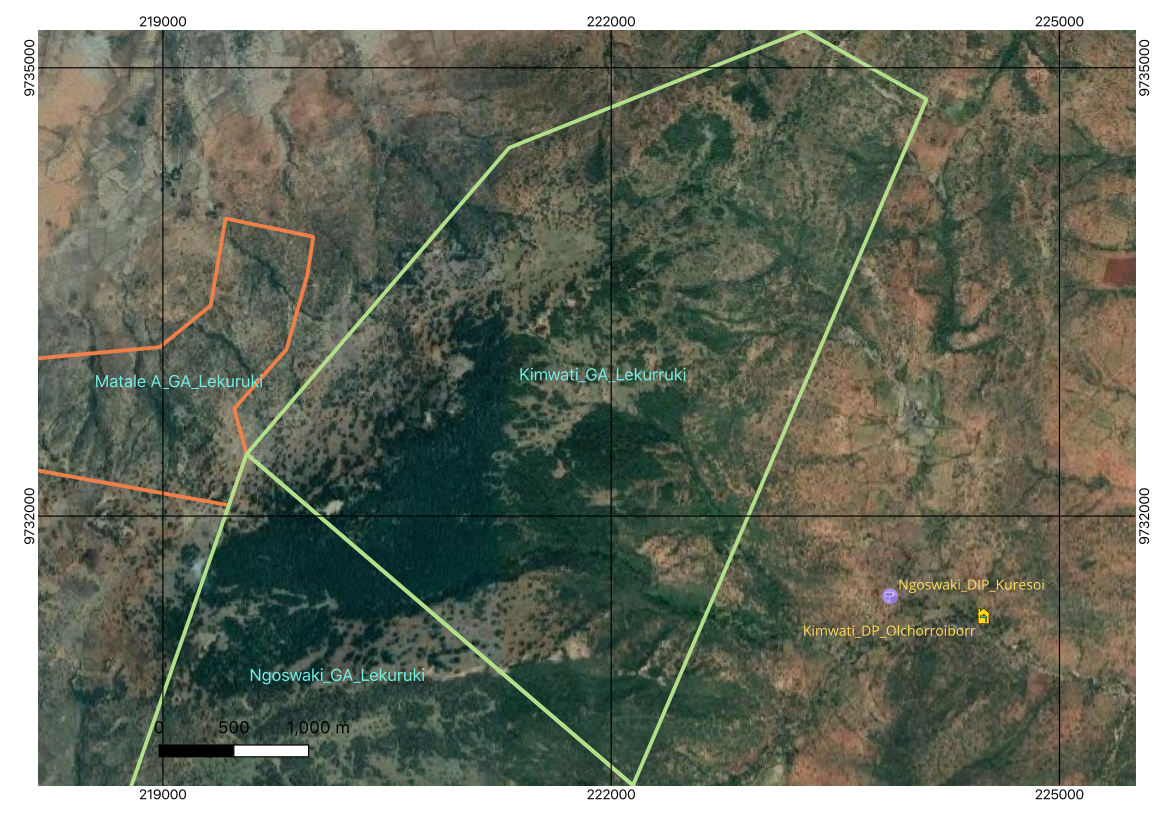 219000 222000 225000
9735000 9735000
Matale A_GA_Lekuruki
Kimwati_GA_Lekurruki
9732000 9732000
Ngoswaki_DIP_Kuresoi
Kimwati_DP_Olchorroiborr
Ngoswaki_GA_Lekuruki
0 500 1,000 m
219000 222000 225000